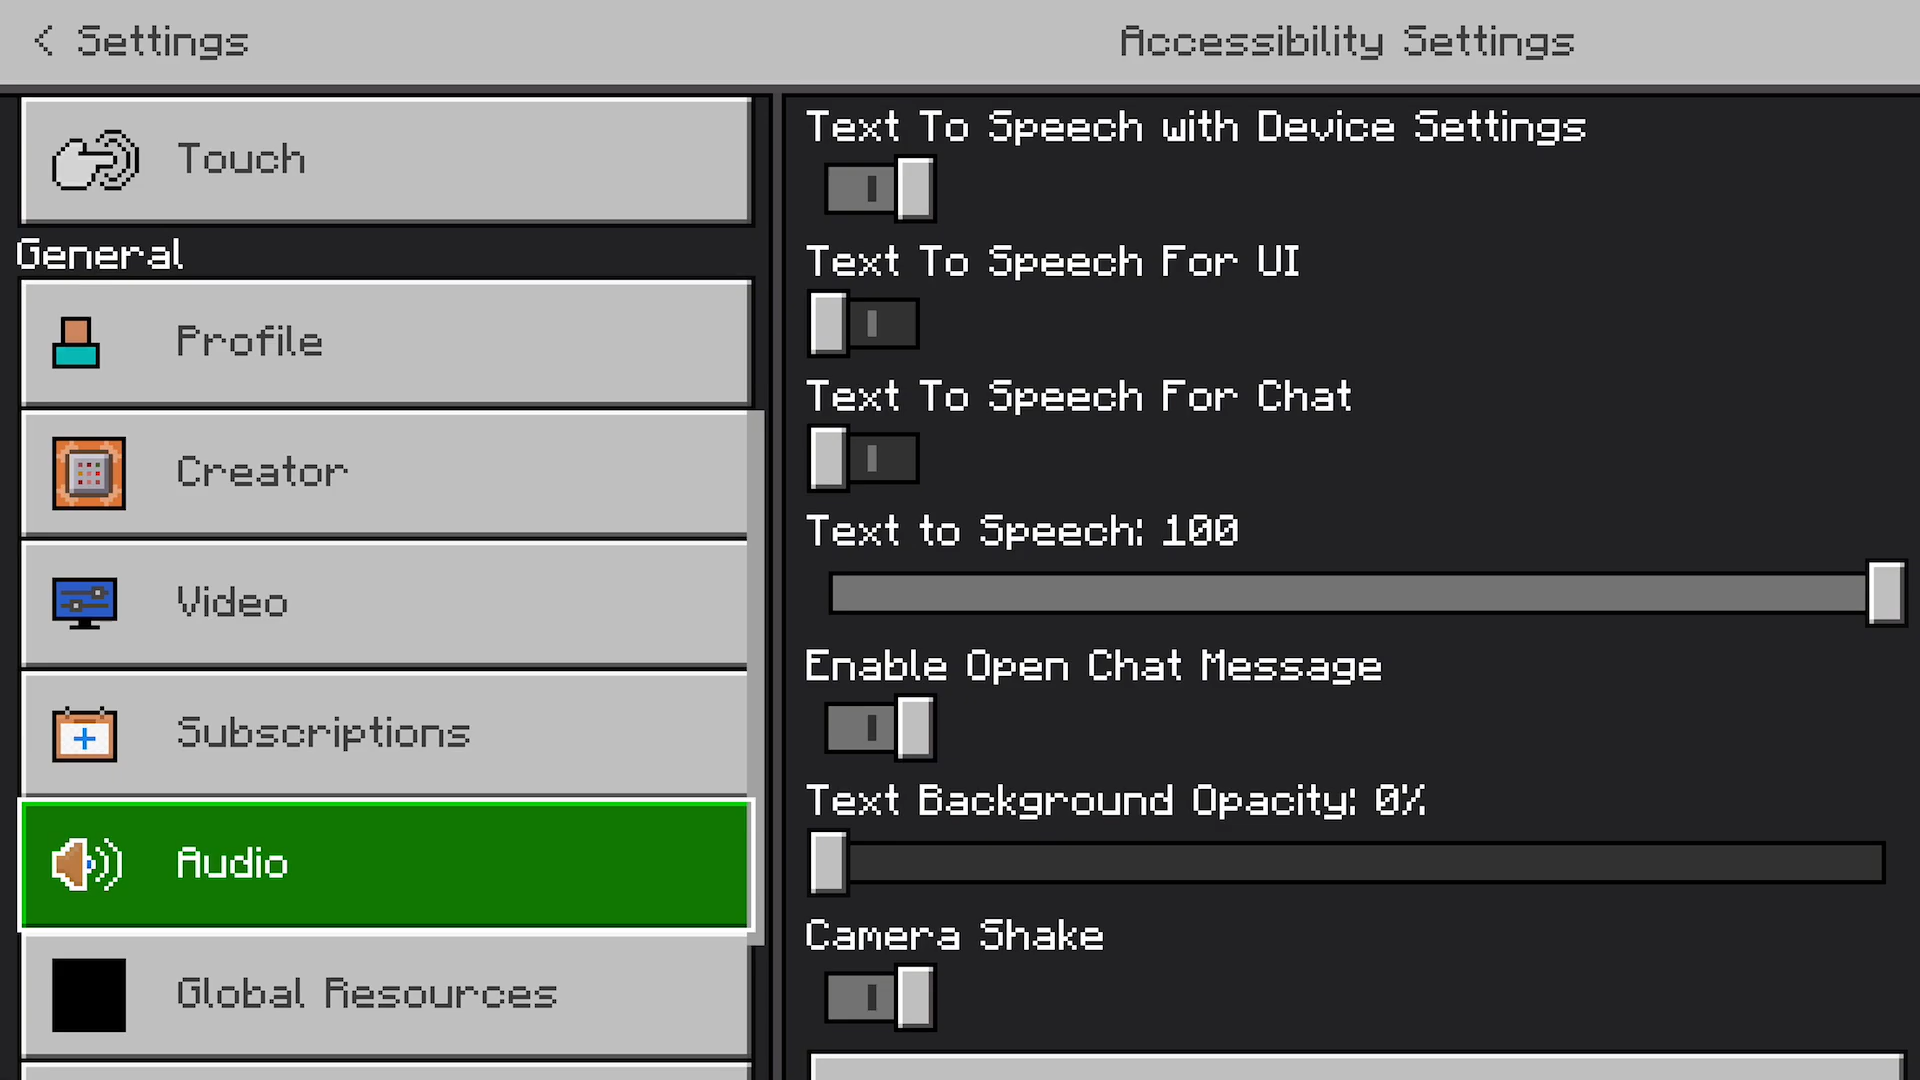 Settings
Accessibility Settings
Touch
General
Profile
Creator
Video
Subscriptions
Audio
Global Resources
Text To Speech with Device Settings
Text To Speech For UI
Text To Speech For Chat
Text to Speech: 100
Enable Open Chat Message
Text Background Opacity: 0%
Camera Shake